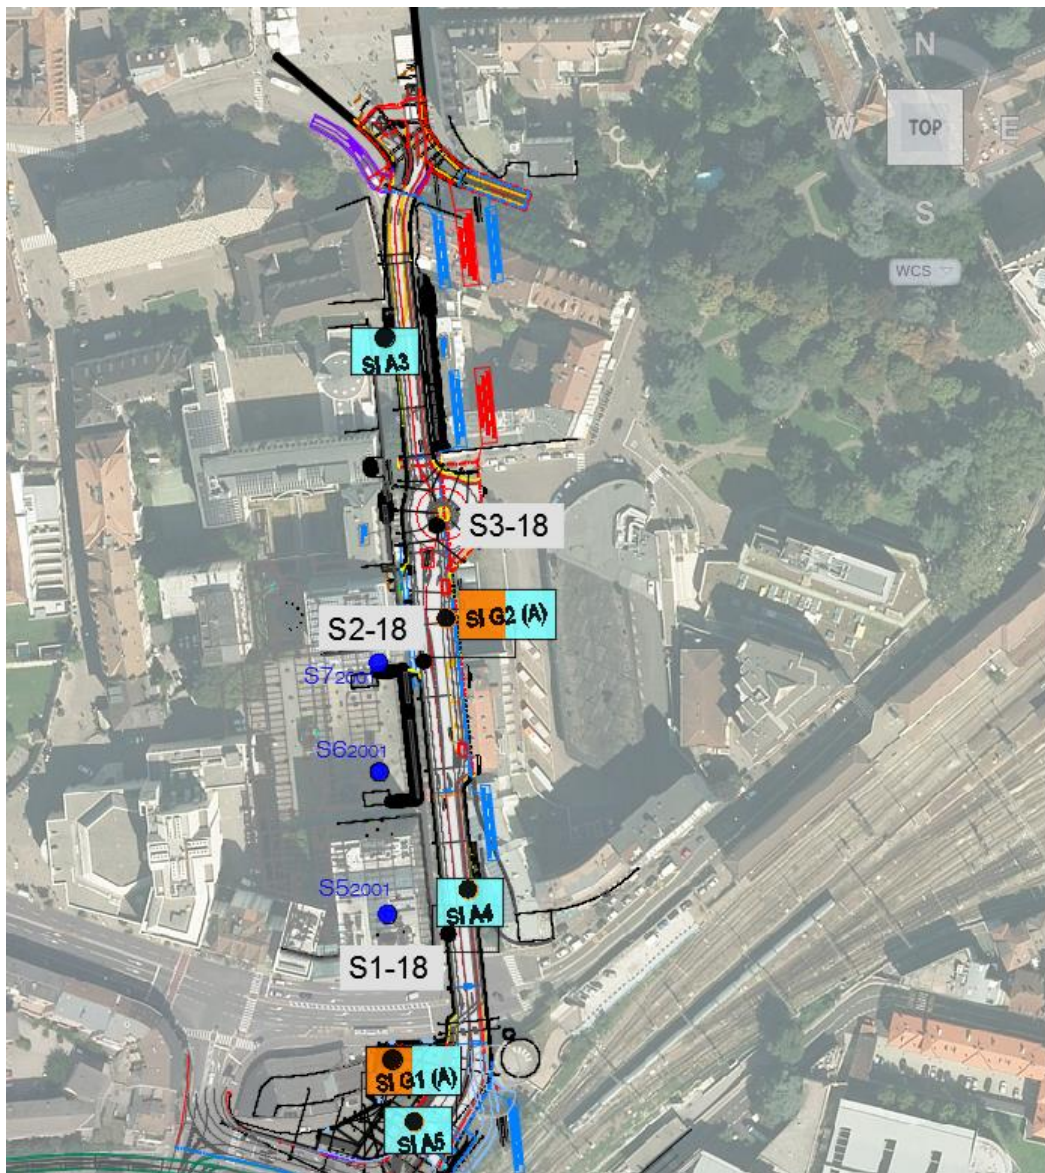 N
W TOP E
S
WCS
SI A3
S3-18
SI G2 (A)
S2-18
S7 2001
S6 2001
S5 2001
SI A4
S1-18
SI G1 (A)
SI A5